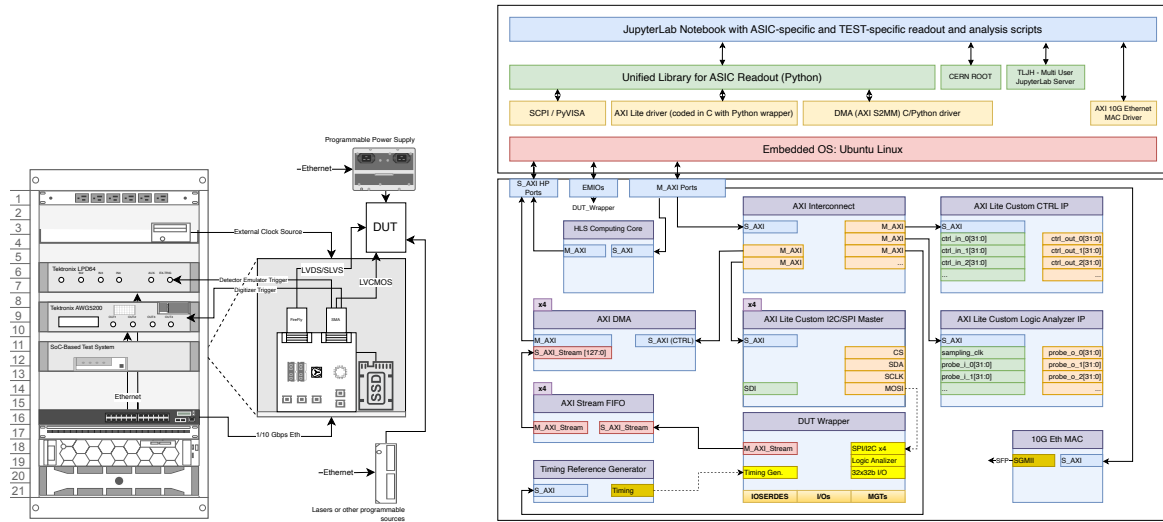 Programmable Power Supply
Ethernet
DUT
1
2
3
4
5
6
7
8
9
10
11
12
13
14
15
16
17
18
19
20
21
External Clock Source
Tektronix LPD64
Detector Emulator Trigger
Digitizer Trigger
Tektronix AWG5200
SoC-Based Test System
Ethernet
1/10 Gbps Eth
LVDS/SLVS
LVCMOS
FireFly
SMA
SSD
Ethernet
Lasers or other programmable
sources
JupyterLab Notebook with ASIC-specific and TEST-specific readout and analysis scripts
Unified Library for ASIC Readout (Python)
CERN ROOT
TLJH - Multi User
JupyterLab Server
SCPI / PyVISA
AXI Lite driver (coded in C with Python wrapper)
DMA (AXI S2MM) C/Python driver
AXI 10G Ethernet
MAC Driver
Embedded OS: Ubuntu Linux
S_AXI HP
Ports
EMIOs
M_AXI Ports
DUT_Wrapper
HLS Computing Core
M_AXI
S_AXI
AXI Interconnect
S_AXI
M_AXI
M_AXI
M_AXI
M_AXI
M_AXI
...
AXI Lite Custom CTRL IP
S_AXI
ctrl_in_0[31:0]
ctrl_out_0[31:0]
ctrl_in_1[31:0]
ctrl_out_1[31:0]
ctrl_in_2[31:0]
ctrl_out_2[31:0]
...
...
x4
AXI DMA
M_AXI
S_AXI (CTRL)
S_AXI_Stream [127:0]
x4
AXI Lite Custom I2C/SPI Master
S_AXI
CS
SDA
SCLK
SDI
MOSI
AXI Lite Custom Logic Analyzer IP
S_AXI
sampling_clk
probe_o_0[31:0]
probe_i_0[31:0]
probe_o_1[31:0]
probe_i_1[31:0]
probe_o_2[31:0]
...
...
x4
AXI Stream FIFO
M_AXI_Stream
S_AXI_Stream
DUT Wrapper
M_AXI_Stream
SPI/I2C x4
Logic Analizer
Timing Gen.
32x32b I/O
IOSERDES
I/Os
MGTs
Timing Reference Generator
S_AXI
Timing
10G Eth MAC
SFP
SGMII
S_AXI